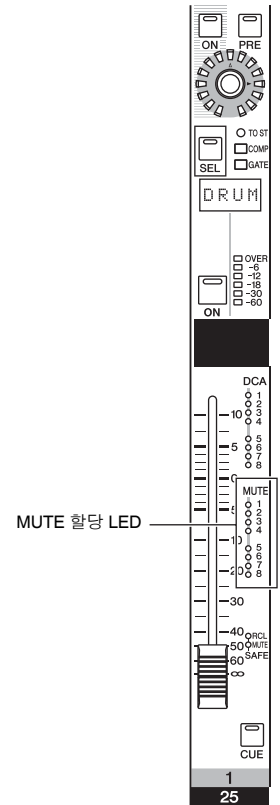 ON PRE
TO ST
COMP
GATE
SEL
DRUM
OVER
-6
-12
-18
-30
-60
ON
DCA
1
2
3
4
5
6
7
8
10
5
0
5
10
20
30
40
50
60
∞
MUTE
1
2
3
4
5
6
7
8
MUTE 할당 LED
RCL
MUTE
SAFE
CUE
1
25